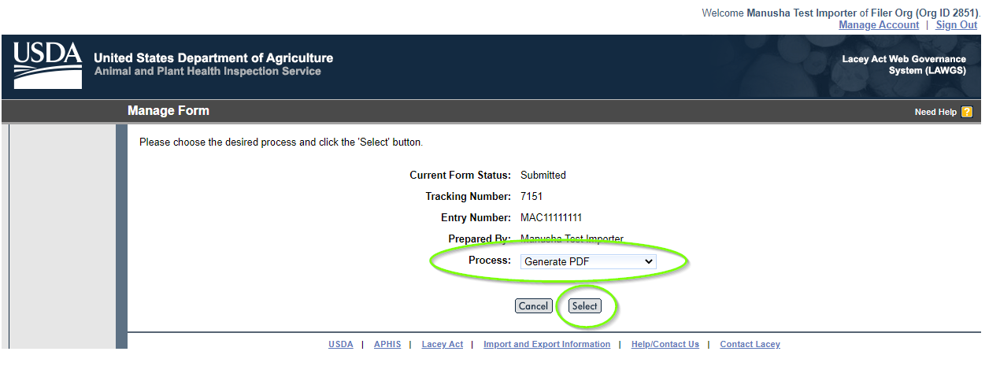 Welcome Manusha Test Importer of Filer Org (Org ID 2851).
Manage Account | Sign Out
USDA
United States Department of Agriculture
Animal and Plant Health Inspection Service
Lacey Act Web Governance
System (LAWGS)
Manage Form
Need Help ?
Please choose the desired process and click the 'Select' button.
Current Form Status: Submitted
Tracking Number: 7151
Entry Number: MAC11111111
Prepared By: Manusha Test Importer
Process: Generate PDF
Cancel Select
USDA | APHIS | Lacey Act | Import and Export Information | Help/Contact Us | Contact Lacey